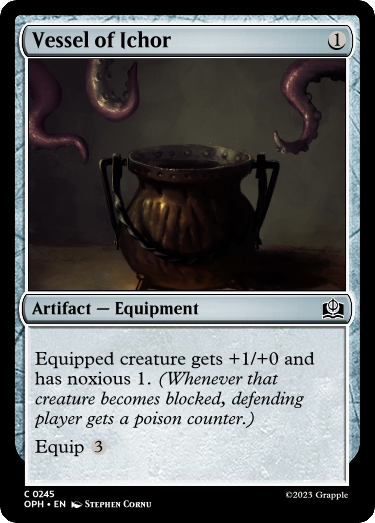 Vessel of Ichor 1
Artifact — Equipment
Equipped creature gets +1/+0 and
has noxious 1. (Whenever that
creature becomes blocked, defending
player gets a poison counter.)
Equip 3
C 0245
OPH • EN Stephen Cornu
©2023 Grapple